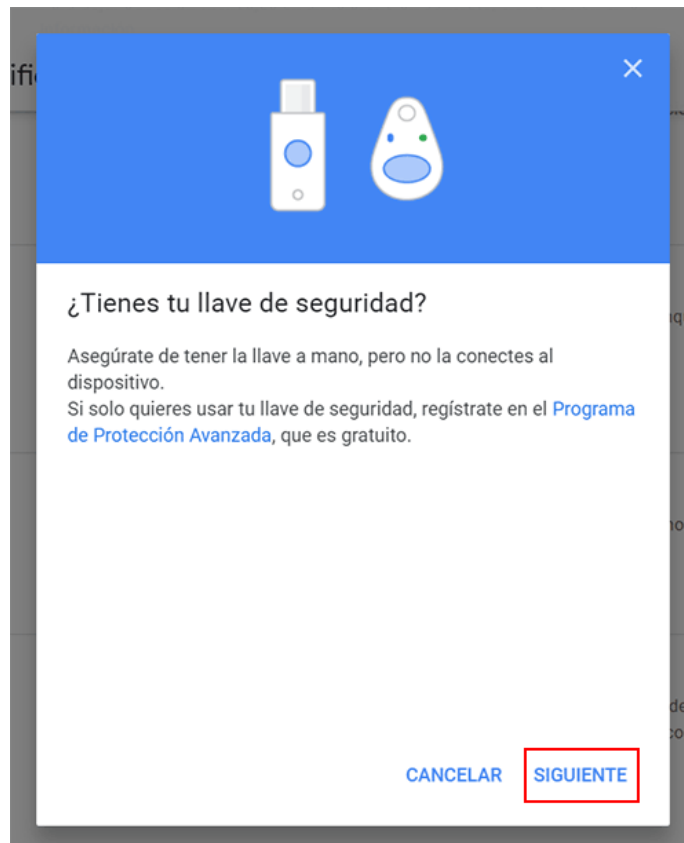 ifi
¿Tienes tu llave de seguridad?
Asegúrate de tener la llave a mano, pero no la conectes al
dispositivo.
Si solo quieres usar tu llave de seguridad, regístrate en el Programa
de Protección Avanzada, que es gratuito.
CANCELAR SIGUIENTE